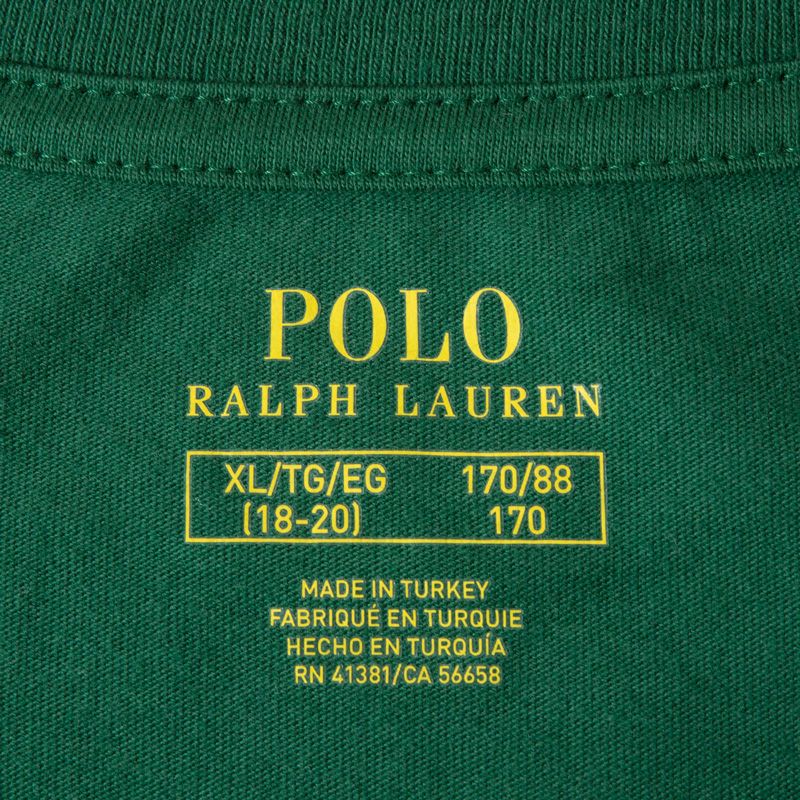 POLO
RALPH LAUREN
XL/TG/EG 170/88
(18-20) 170
MADE IN TURKEY
FABRIQUÉ EN TURQUIE
HECHO EN TURQUÍA
RN 41381/CA 56658